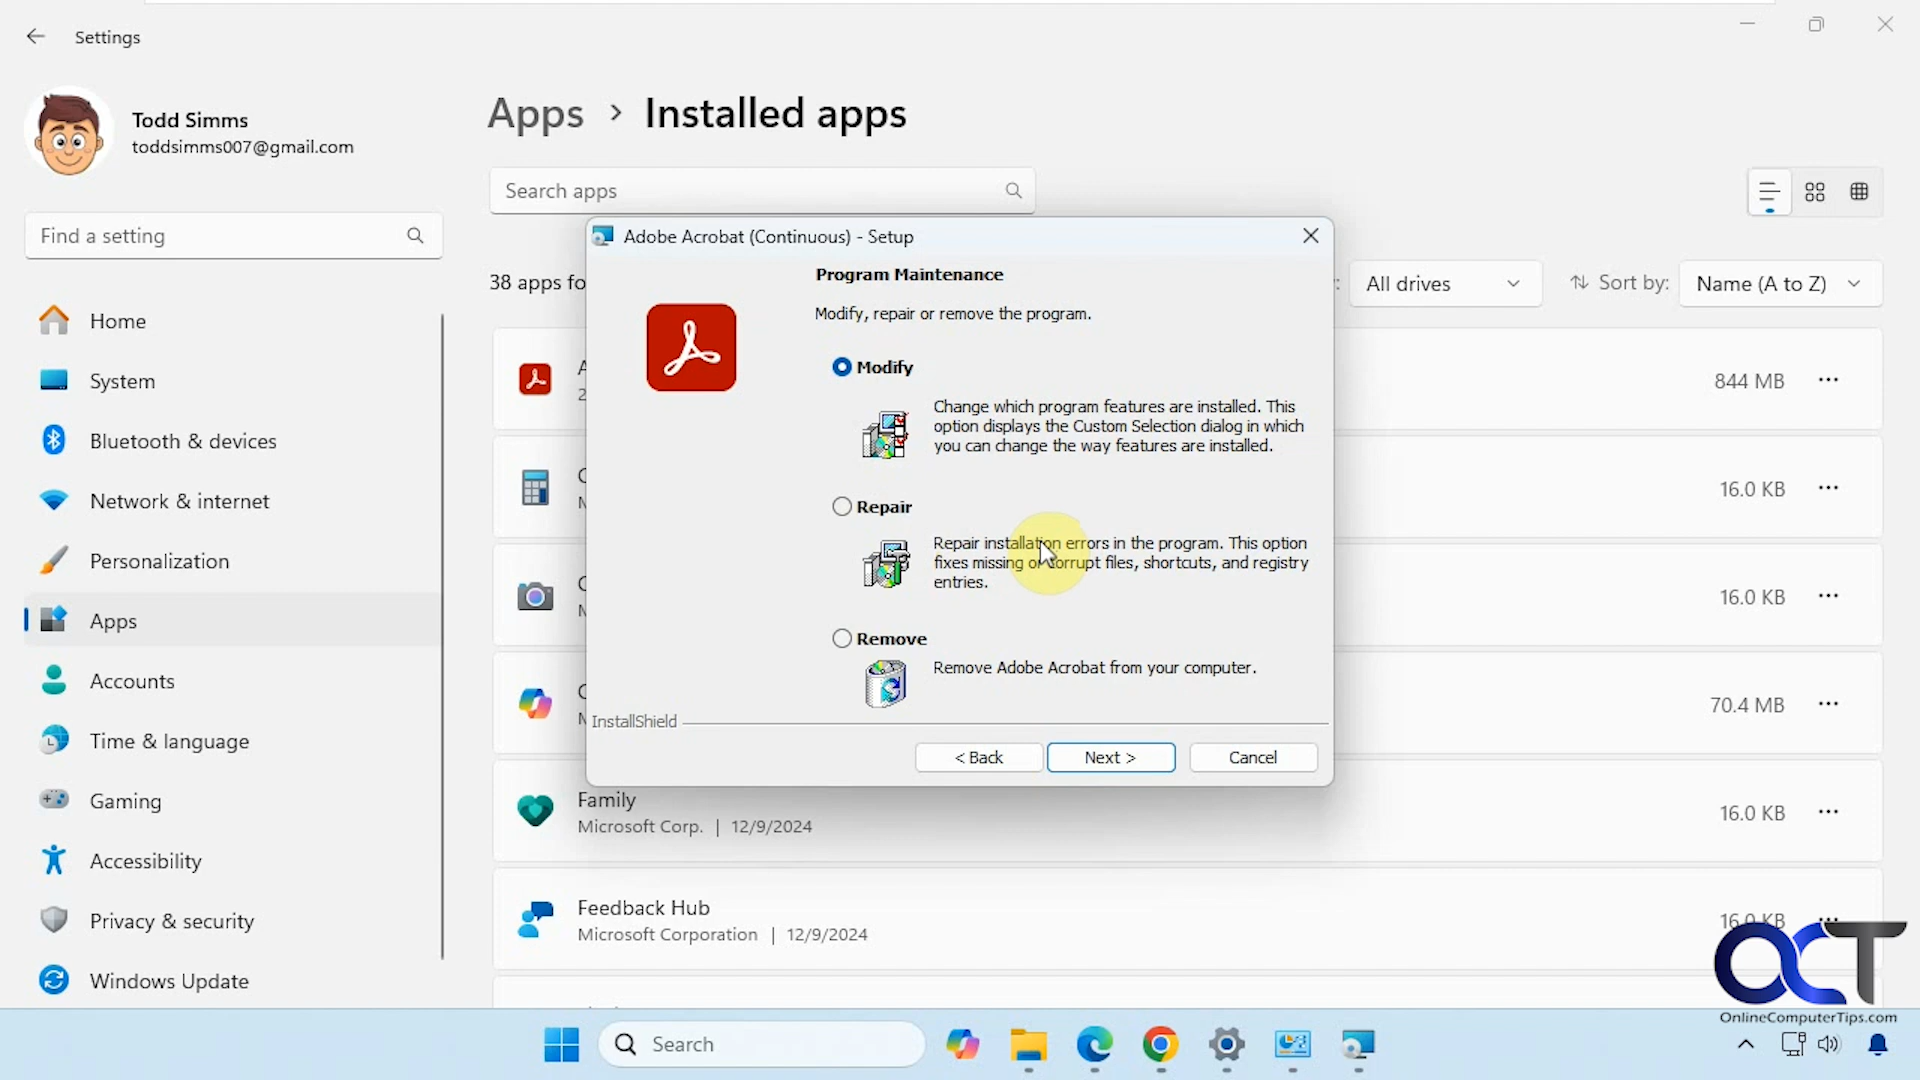 Settings
Todd Simms
toddsimms007@gmail.com
Find a setting
Home
System
Bluetooth & devices
Network & internet
Personalization
Apps
Accounts
Time & language
Gaming
Accessibility
Privacy & security
Windows Update
Apps > Installed apps
Search apps
38 apps fo
All drives
Sort by:
Name (A to Z)
844 MB
16.0 KB
16.0 KB
70.4 MB
Family
Microsoft Corp. | 12/9/2024
16.0 KB
Feedback Hub
Microsoft Corporation | 12/9/2024
16.0 KB
Adobe Acrobat (Continuous) - Setup
Program Maintenance
Modify, repair or remove the program.
Modify
Change which program features are installed. This
option displays the Custom Selection dialog in which
you can change the way features are installed.
Repair
Repair installation errors in the program. This option
fixes missing or corrupt files, shortcuts, and registry
entries.
Remove
Remove Adobe Acrobat from your computer.
InstallShield
< Back
Next >
Cancel
OCT
OnlineComputerTips.com
Search